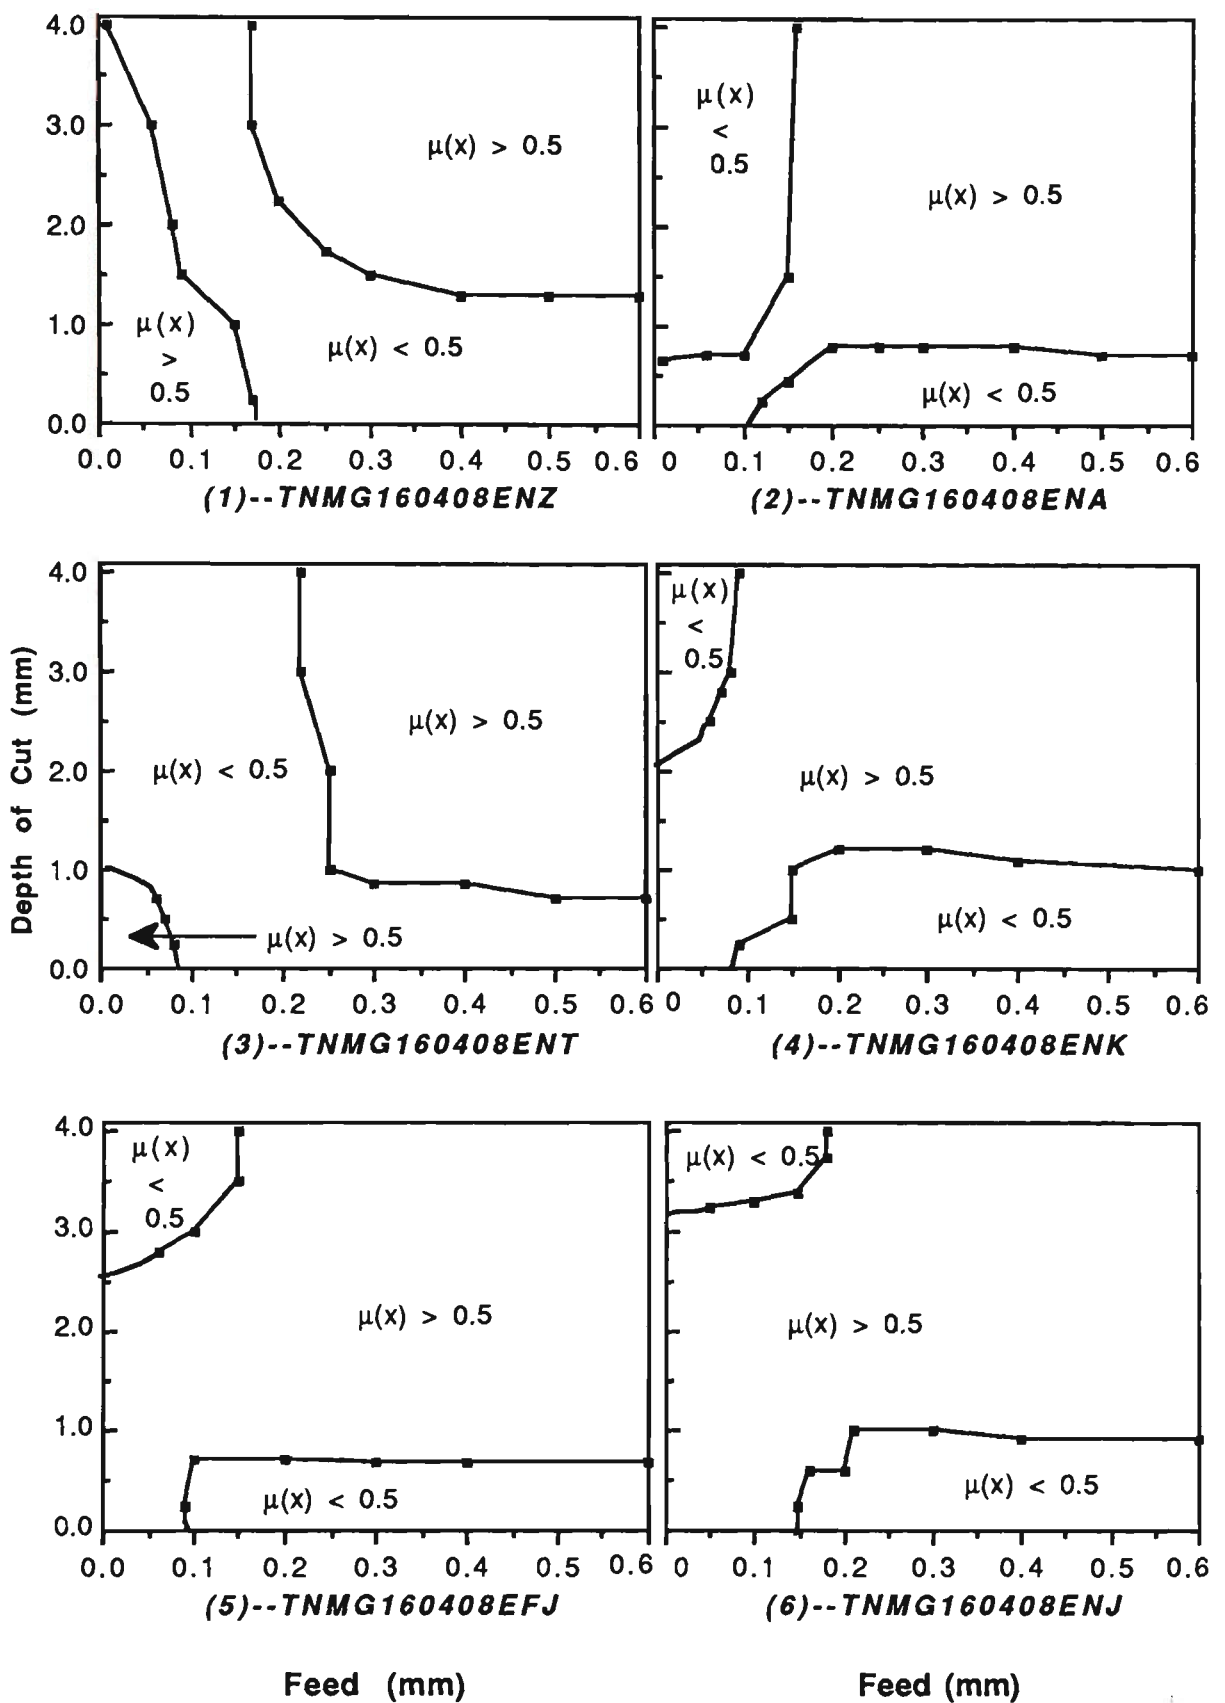 4.0
3.0
2.0
1.0
0.0
μ(x) > 0.5
μ(x)
>
0.5
μ(x) < 0.5
0.0 0.1 0.2 0.3 0.4 0.5 0.6
(1)--TNMG160408ENZ
μ(x)
<
0.5
μ(x) > 0.5
μ(x) < 0.5
0 0.1 0.2 0.3 0.4 0.5 0.6
(2)--TNMG160408ENA
Depth of Cut (mm)
4.0
3.0
2.0
1.0
0.0
μ(x) > 0.5
μ(x) < 0.5
μ(x) > 0.5
0.0 0.1 0.2 0.3 0.4 0.5 0.6
(3)--TNMG160408ENT
μ(x)
<
0.5
μ(x) > 0.5
μ(x) < 0.5
0 0.1 0.2 0.3 0.4 0.5 0.6
(4)--TNMG160408ENK
4.0
3.0
2.0
1.0
0.0
μ(x)
<
0.5
μ(x) > 0.5
μ(x) < 0.5
0.0 0.1 0.2 0.3 0.4 0.5 0.6
(5)--TNMG160408EFJ
μ(x) < 0.5
μ(x) > 0.5
μ(x) < 0.5
0 0.1 0.2 0.3 0.4 0.5 0.6
(6)--TNMG160408ENJ
Feed (mm)
Feed (mm)